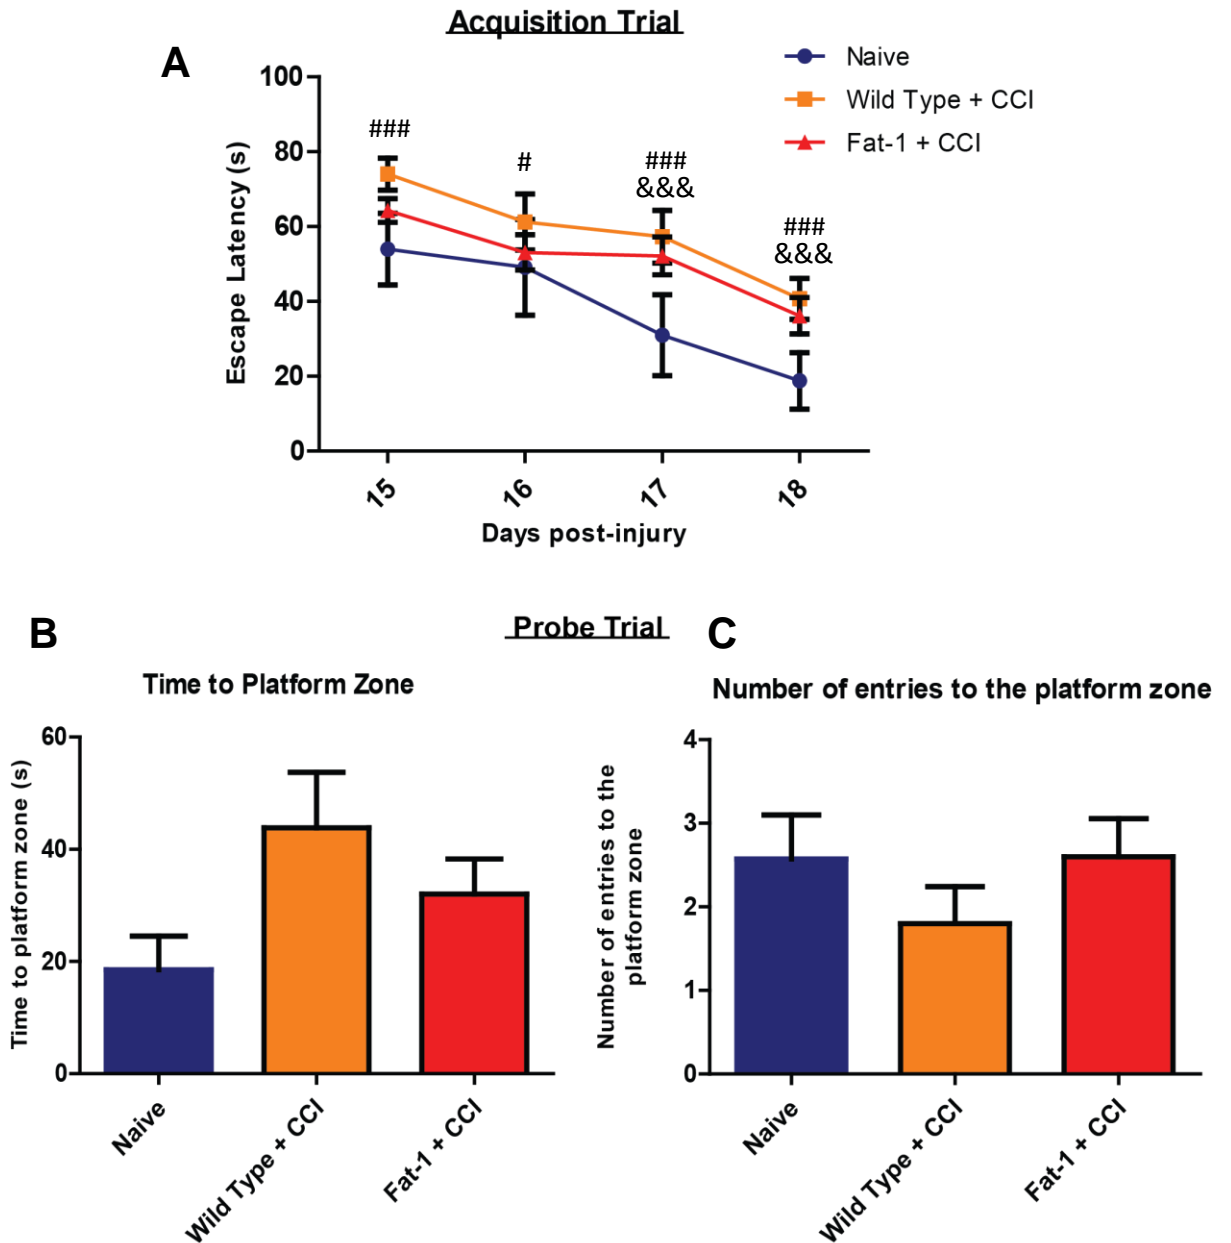 Acquisition Trial
A
Naive
Wild Type + CCI
Fat-1 + CCI
Escape Latency (s)
100
80
60
40
20
0
###
#
###
&&&
###
&&&
15
16
17
18
Days post-injury
Probe Trial
B
Time to Platform Zone
Time to platform zone (s)
60
40
20
0
Naive
Wild Type + CCI
Fat-1 + CCI
C
Number of entries to the platform zone
Number of entries to the
platform zone
4
3
2
1
0
Naive
Wild Type + CCI
Fat-1 + CCI